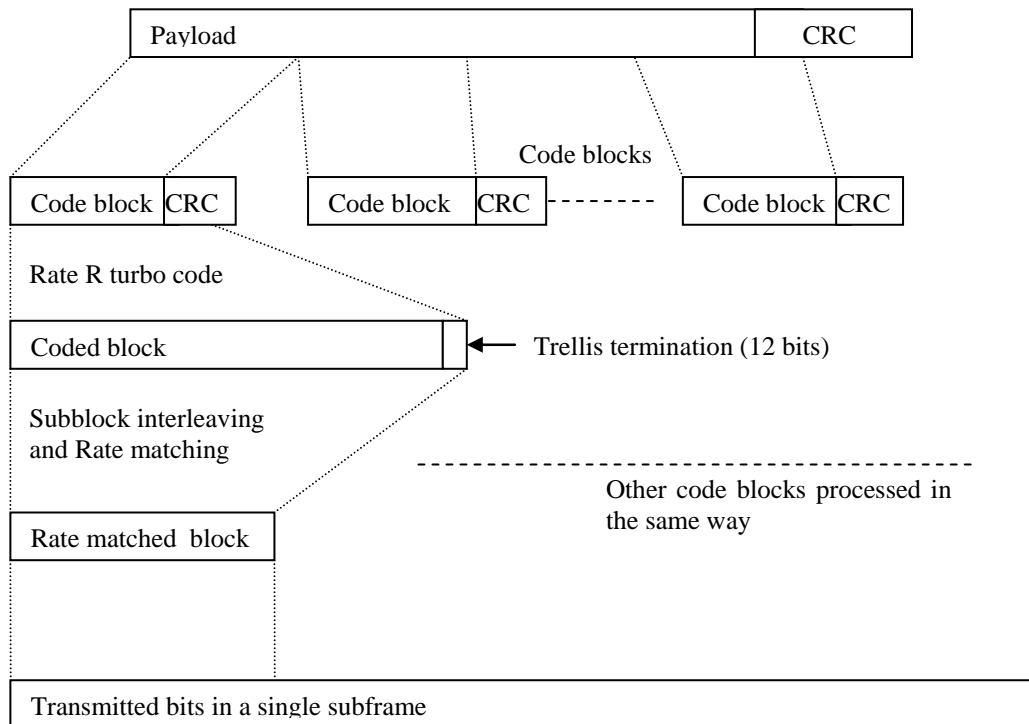 Payload
CRC
Code blocks
Code block
CRC
Code block
CRC
Code block
CRC
Rate R turbo code
Coded block
Trellis termination (12 bits)
Subblock interleaving
and Rate matching
Other code blocks processed in
the same way
Rate matched block
Transmitted bits in a single subframe